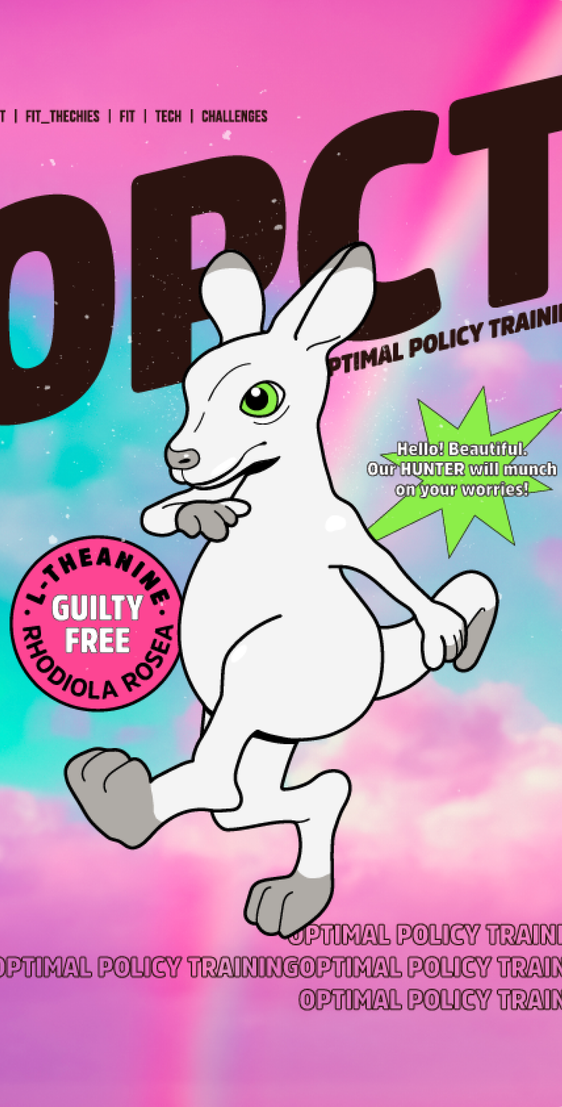 T | FIT_THECHIES | FIT | TECH | CHALLENGES
OPCT
PTIMAL POLICY TRAINI
Hello! Beautiful.
Our HUNTER will munch
on your worries!
· L-THEANINE ·
GUILTY
FREE
RHODIOLA ROSEA
OPTIMAL POLICY TRAINI
OPTIMAL POLICY TRAININGOPTIMAL POLICY TRAIN
OPTIMAL POLICY TRAIN